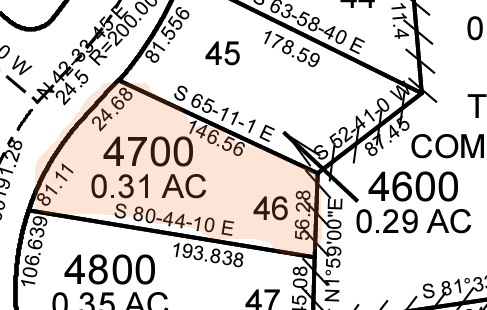 S 63-58-40 E
44
11.4
0
0 W
N 42-33-45 E
24.5
R=200.00
81.556
45
178.59
S 65-11-1 E
146.56
S 52-41-0 W
87.45
T
COM
24.68
4700
0.31 AC
81.11
46
56.28
4600
0.29 AC
S 80-44-10 E
193.838
N1°59'00"E
191.28
106.639
4800
0.35 AC
47
45.08
S 81°33